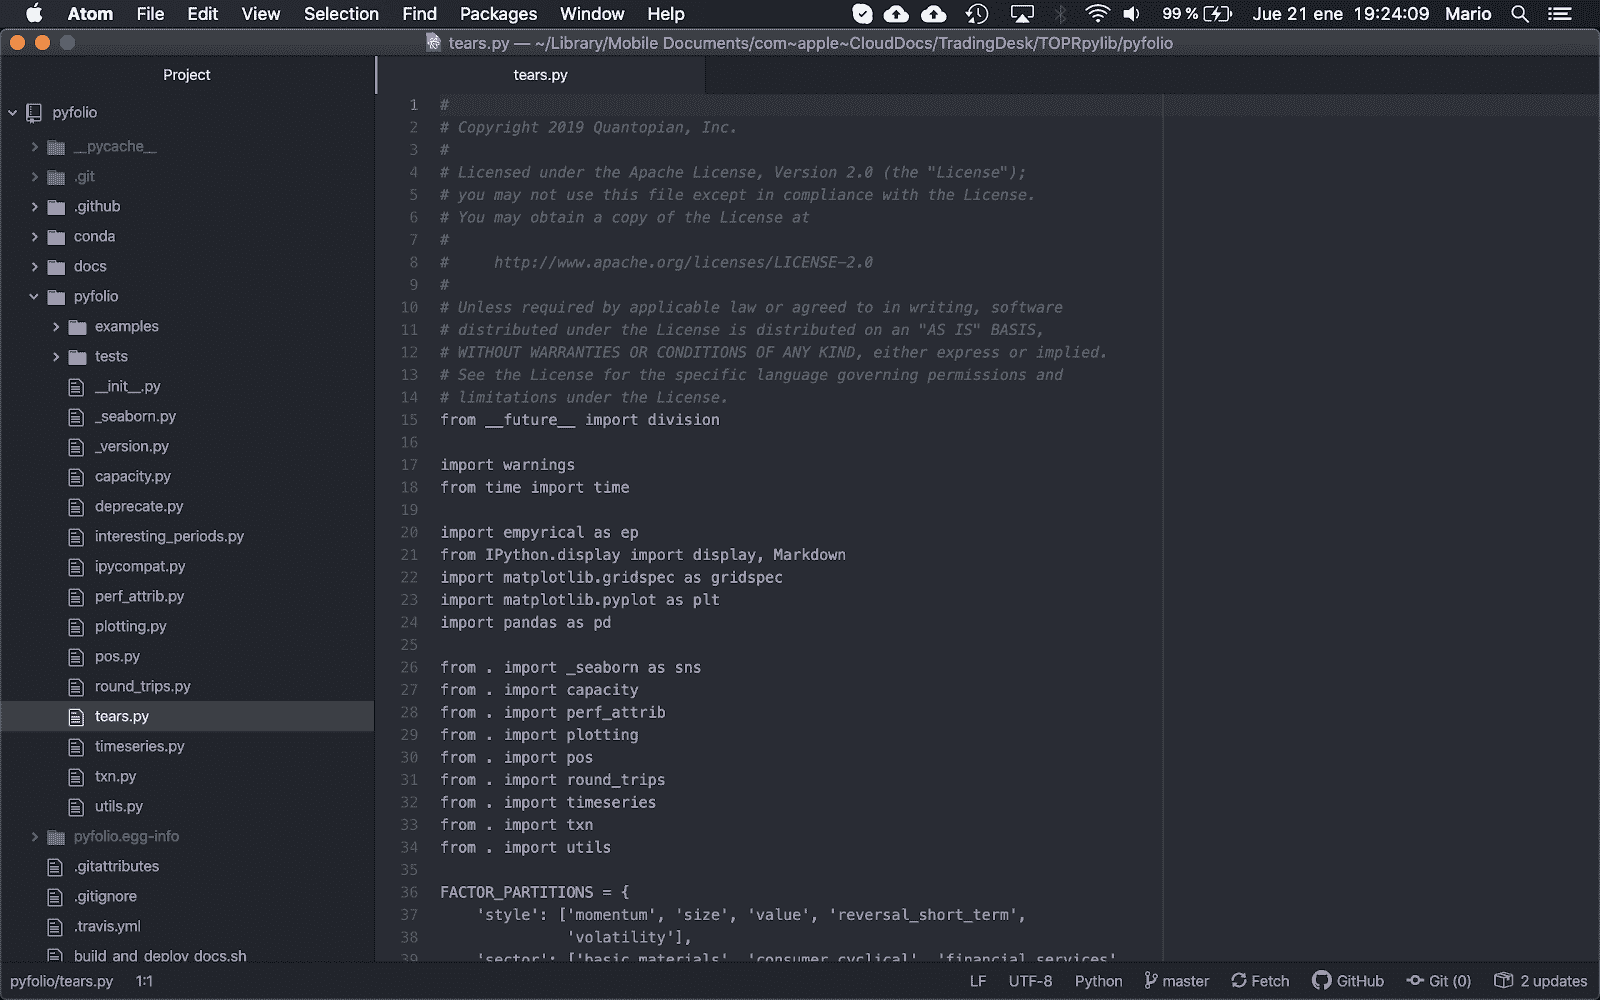 Atom File Edit View Selection Find Packages Window Help 99 % Jue 21 ene 19:24:09 Mario
tears.py — ~/Library/Mobile Documents/com~apple~CloudDocs/TradingDesk/TOPRpylib/pyfolio
Project
pyfolio
__pycache__
.git
.github
conda
docs
pyfolio
examples
tests
__init__.py
_seaborn.py
_version.py
capacity.py
deprecate.py
interesting_periods.py
ipycompat.py
perf_attrib.py
plotting.py
pos.py
round_trips.py
tears.py
timeseries.py
txn.py
utils.py
pyfolio.egg-info
.gitattributes
.gitignore
.travis.yml
build_and_deploy_docs.sh
tears.py
1 #
2 # Copyright 2019 Quantopian, Inc.
3 #
4 # Licensed under the Apache License, Version 2.0 (the "License");
5 # you may not use this file except in compliance with the License.
6 # You may obtain a copy of the License at
7 #
8 #     http://www.apache.org/licenses/LICENSE-2.0
9 #
10 # Unless required by applicable law or agreed to in writing, software
11 # distributed under the License is distributed on an "AS IS" BASIS,
12 # WITHOUT WARRANTIES OR CONDITIONS OF ANY KIND, either express or implied.
13 # See the License for the specific language governing permissions and
14 # limitations under the License.
15 from __future__ import division
16
17 import warnings
18 from time import time
19
20 import empyrical as ep
21 from IPython.display import display, Markdown
22 import matplotlib.gridspec as gridspec
23 import matplotlib.pyplot as plt
24 import pandas as pd
25
26 from . import _seaborn as sns
27 from . import capacity
28 from . import perf_attrib
29 from . import plotting
30 from . import pos
31 from . import round_trips
32 from . import timeseries
33 from . import txn
34 from . import utils
35
36 FACTOR_PARTITIONS = {
37     'style': ['momentum', 'size', 'value', 'reversal_short_term',
38               'volatility'],
39     'sector': ['basic_materials', 'consumer_cyclical', 'financial_services',
pyfolio/tears.py 1:1 LF UTF-8 Python master Fetch GitHub Git (0) 2 updates